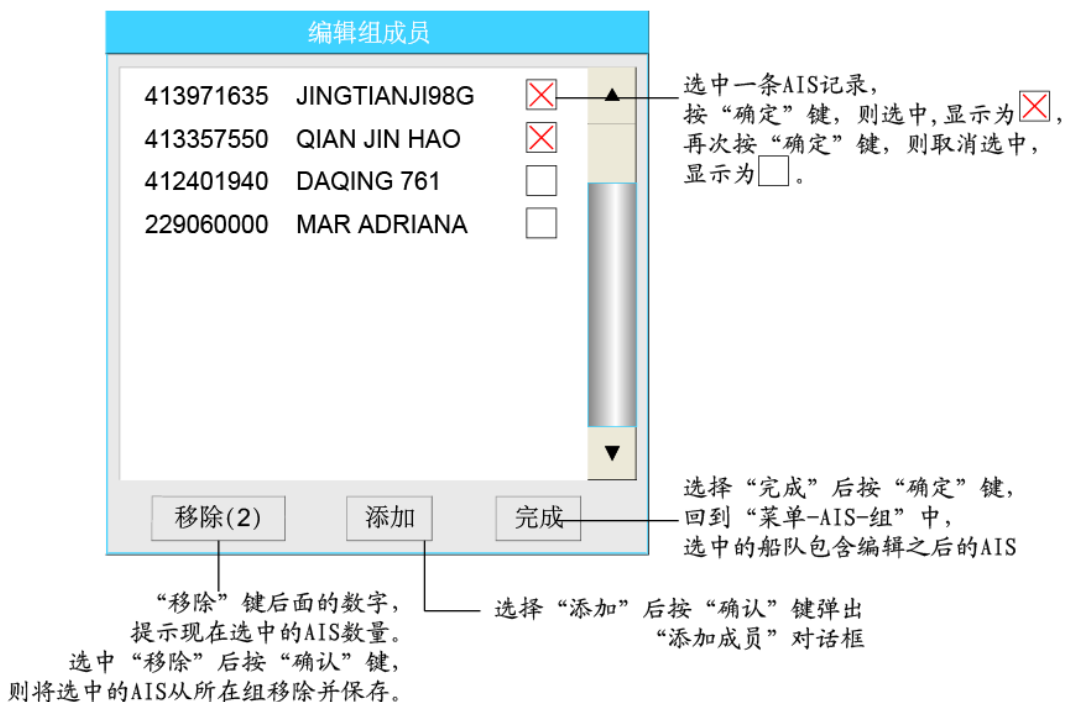 编辑组成员
413971635 JINGTIANJI98G
413357550 QIAN JIN HAO
412401940 DAQING 761
229060000 MAR ADRIANA
移除(2) 添加 完成
选中一条AIS记录，
按“确定”键，则选中,显示为，
再次按“确定”键，则取消选中，
显示为。
选择“完成”后按“确定”键，
回到“菜单-AIS-组”中，
选中的船队包含编辑之后的AIS
“移除”键后面的数字，
提示现在选中的AIS数量。
选中“移除”后按“确认”键，
则将选中的AIS从所在组移除并保存。
选择“添加”后按“确认”键弹出
“添加成员”对话框